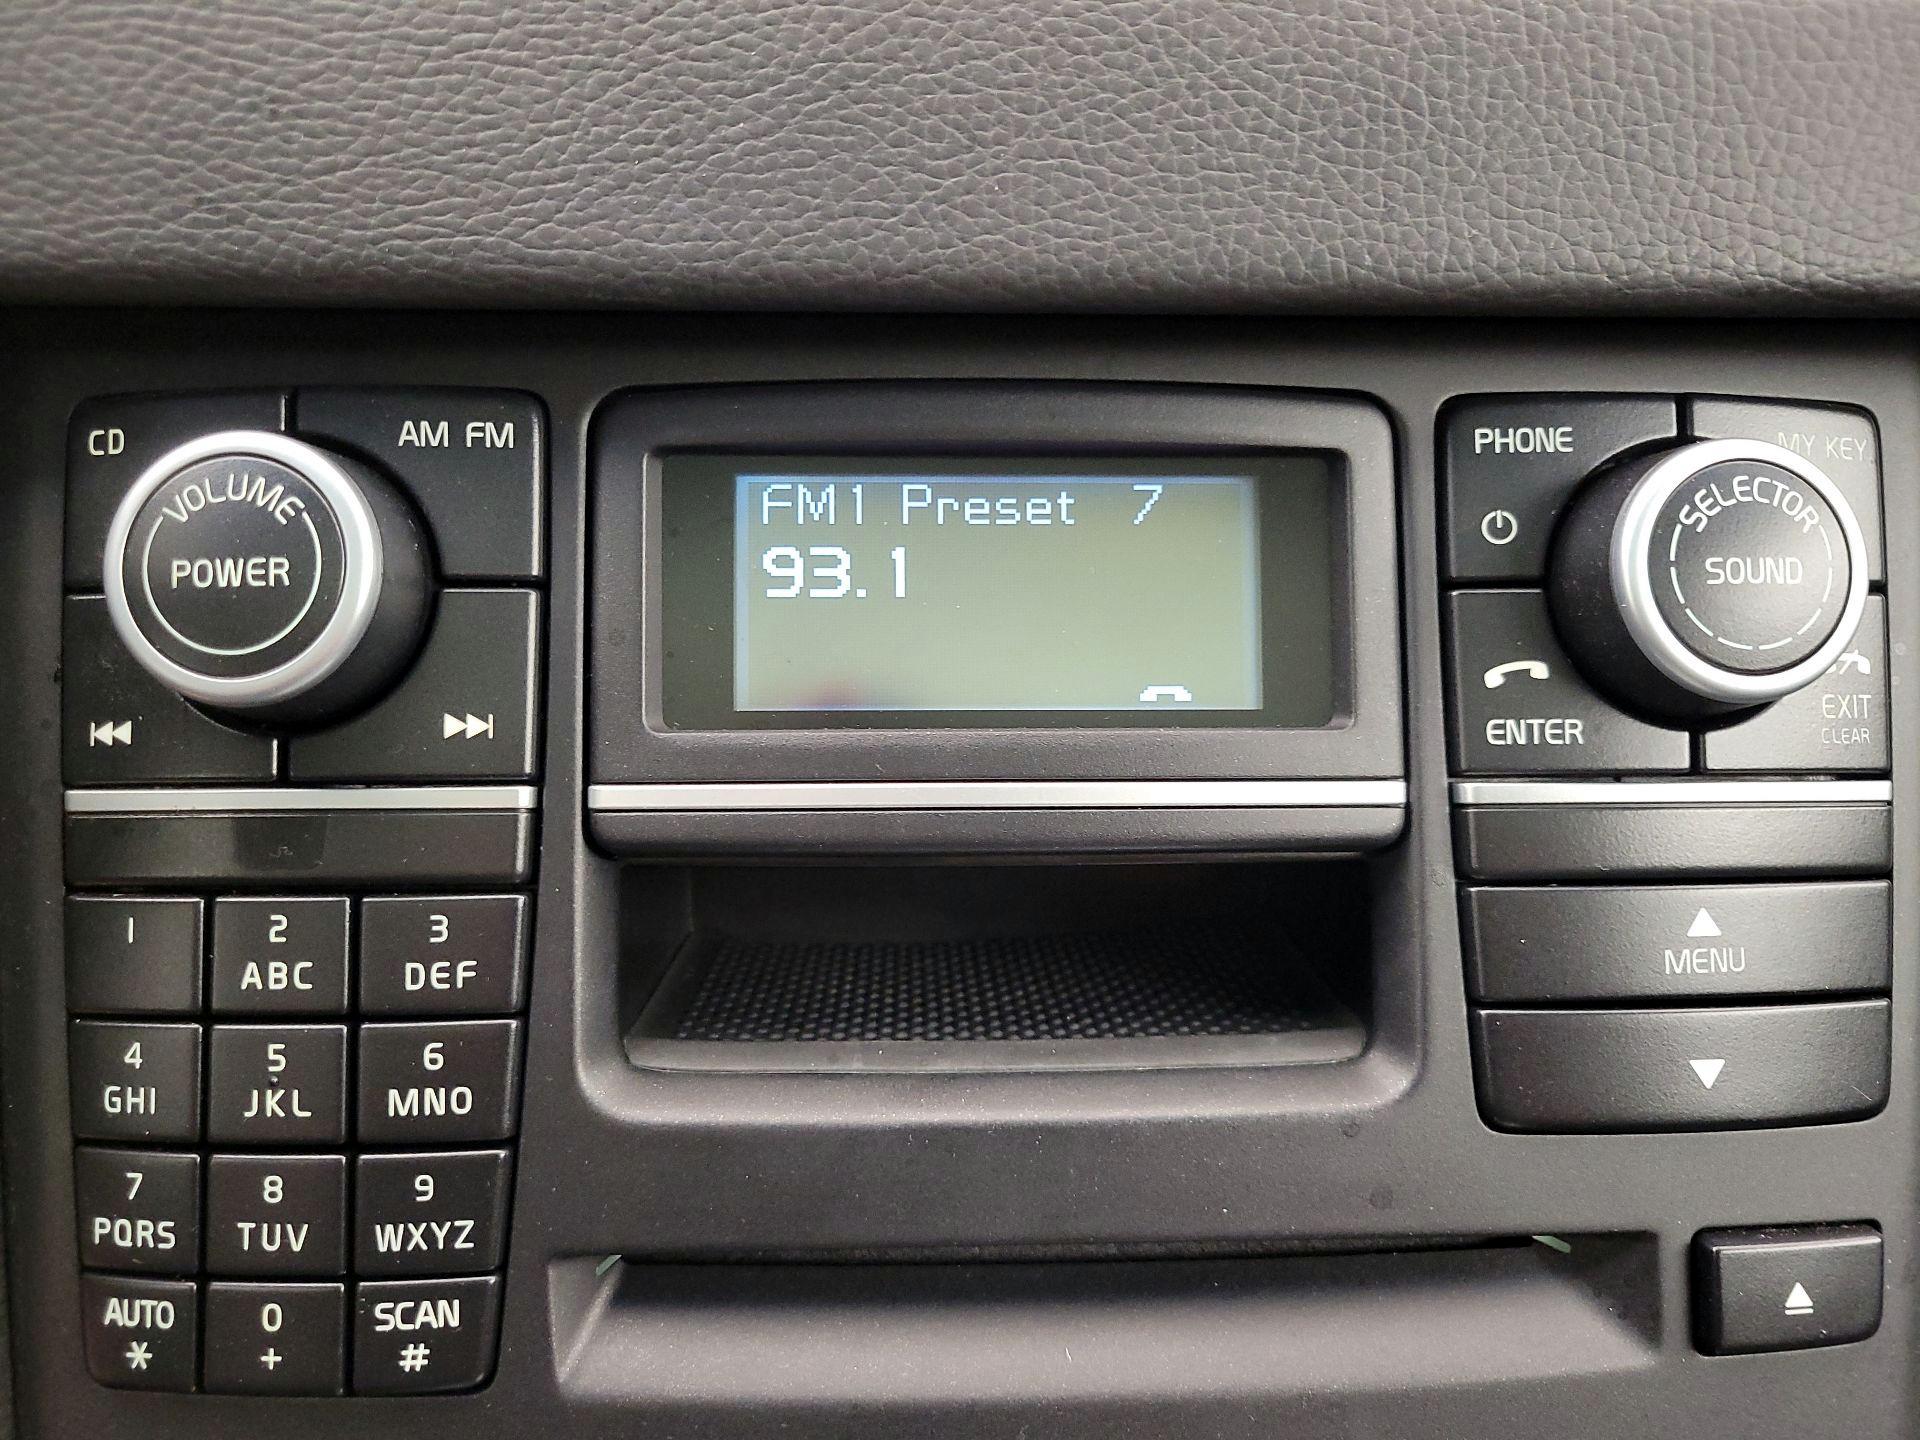 CD
AM FM
VOLUME
POWER
FM1 Preset 7
93.1
PHONE
MY KEY
SELECTOR
SOUND
ENTER
EXIT
CLEAR
1
2
ABC
3
DEF
4
GHI
5
JKL
6
MNO
7
PQRS
8
TUV
9
WXYZ
AUTO
*
0
+
SCAN
#
MENU